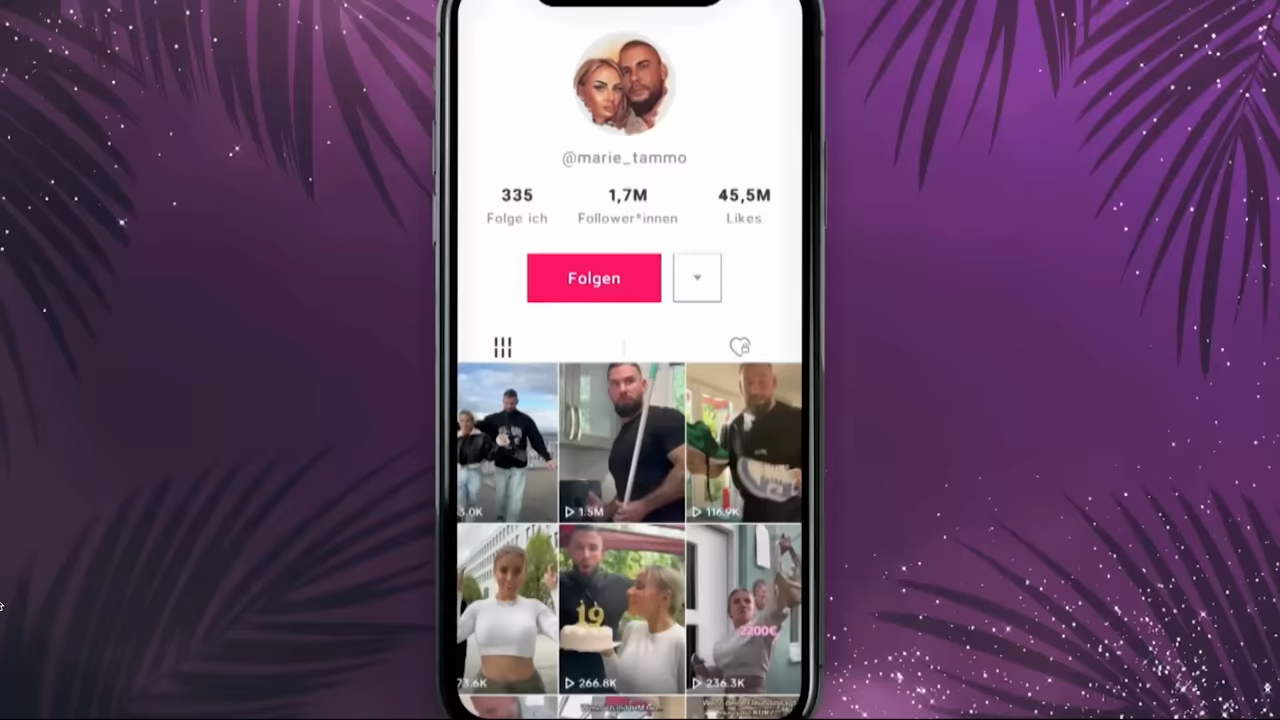 @marie_tammo
335 1,7M 45,5M
Folge ich Follower*innen Likes
Folgen
3.0K 1.5M 116.9K
19
2200€
73.6K 266.8K 236.3K